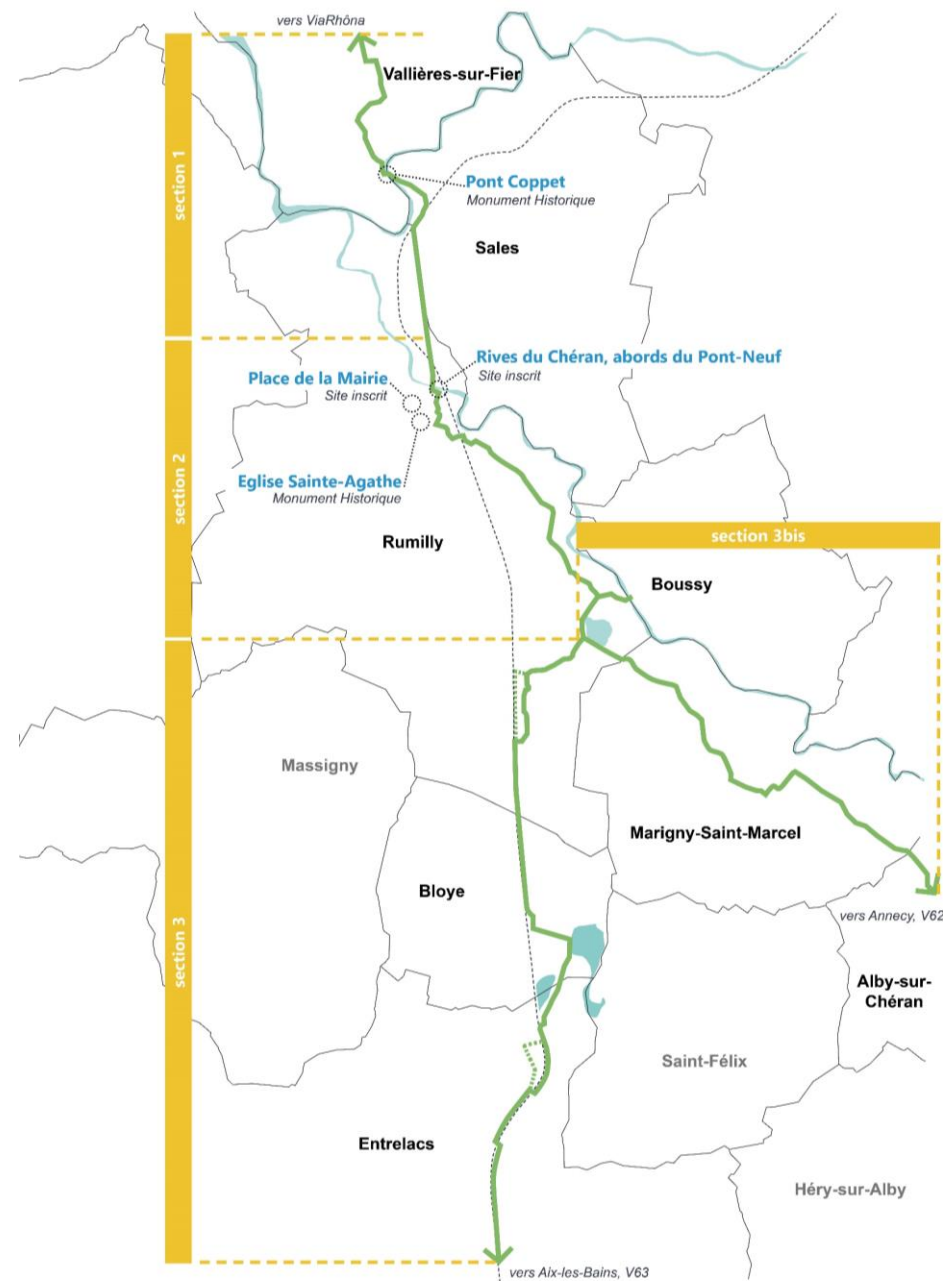 vers ViaRhôna
Vallières-sur-Fier
section 1
Pont Coppet
Monument Historique
Sales
Rives du Chéran, abords du Pont-Neuf
Site inscrit
Place de la Mairie
Site inscrit
section 2
Eglise Sainte-Agathe
Monument Historique
Rumilly
section 3bis
Boussy
Massigny
Marigny-Saint-Marcel
Bloye
section 3
vers Annecy, V62
Alby-sur-
Chéran
Saint-Félix
Entrelacs
Héry-sur-Alby
vers Aix-les-Bains, V63